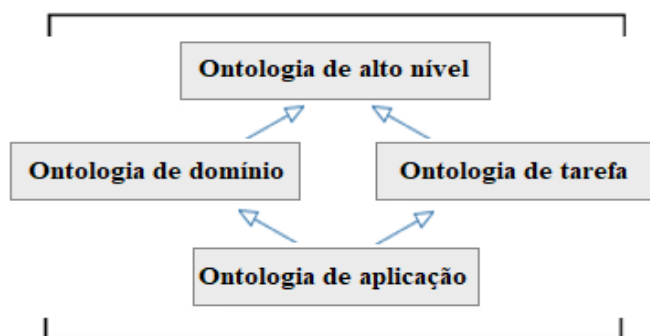 Ontologia de alto nível
Ontologia de domínio
Ontologia de tarefa
Ontologia de aplicação